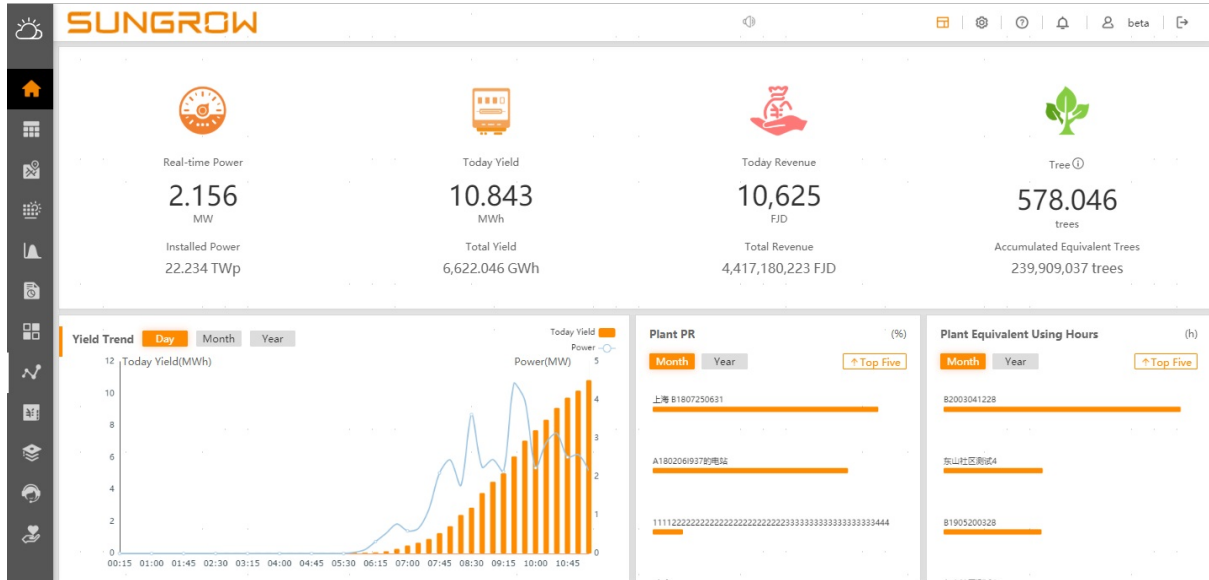 SUNGROW
beta
Real-time Power
2.156
MW
Installed Power
22.234 TWp
Today Yield
10.843
MWh
Total Yield
6,622.046 GWh
Today Revenue
10,625
FJD
Total Revenue
4,417,180,223 FJD
Tree
578.046
trees
Accumulated Equivalent Trees
239,909,037 trees
Yield Trend Day Month Year
Today Yield
Power
Today Yield(MWh)
Power(MW)
12
10
8
6
4
2
0
5
4
3
2
1
0
00:15 01:00 01:45 02:30 03:15 04:00 04:45 05:30 06:15 07:00 07:45 08:30 09:15 10:00 10:45
Plant PR (%)
Month Year ↑Top Five
上海 B1807250631
A1802061937的电站
Plant Equivalent Using Hours (h)
Month Year ↑Top Five
B2003041228
东山社区测试4
B1905200328